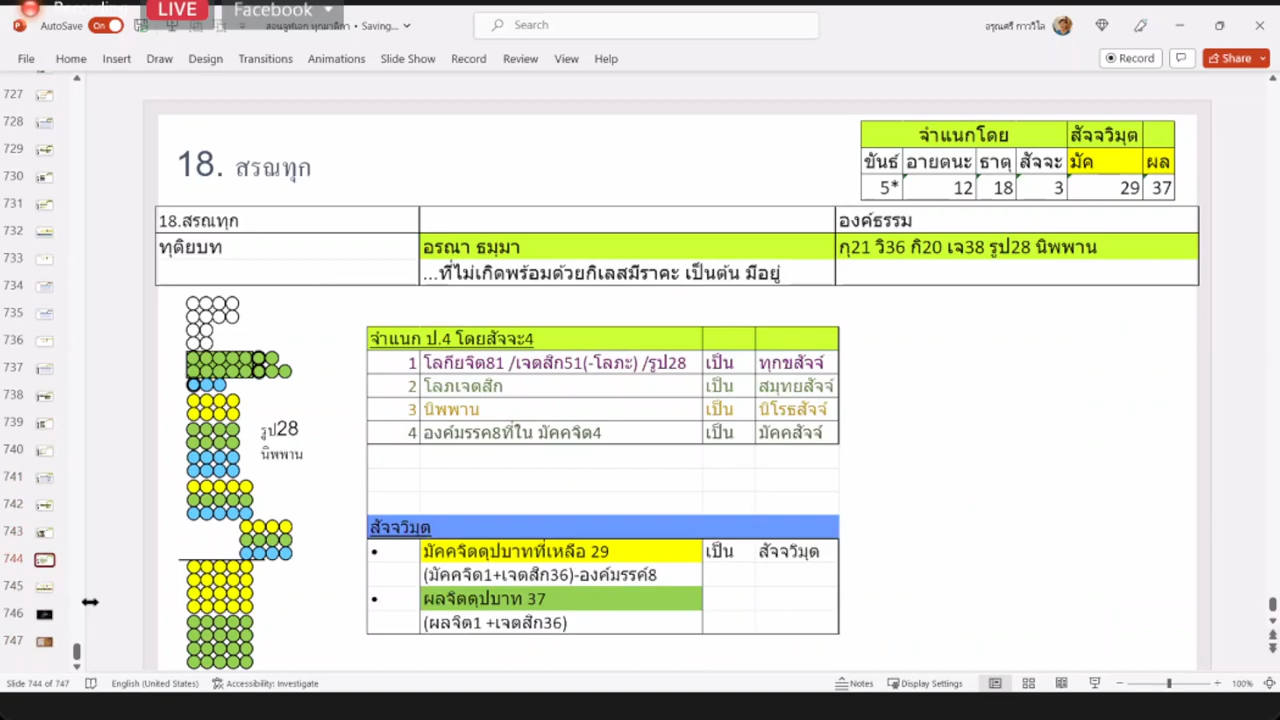 Recording
LIVE
Facebook
AutoSave On
Saving...
Search
อรุณศรี กาววิไล
File Home Insert Draw Design Transitions Animations Slide Show Record Review View Help
Record
Share
727
728
729
730
731
732
733
734
735
736
737
738
739
740
741
742
743
744
745
746
747
18. สรณทุก
จำแนกโดย สัจจวิมุต
ขันธ์ อายตนะ ธาตุ สัจจะ มัค ผล
5* 12 18 3 29 37
18.สรณทุก องค์ธรรม
ทุติยบท อรณา ธมฺมา กุ21 วิ36 กิ20 เจ38 รูป28 นิพพาน
...ที่ไม่เกิดพร้อมด้วยกิเลสมีราคะ เป็นต้น มีอยู่
รูป28
นิพพาน
จำแนก ป.4 โดยสัจจะ4
1 โลกียจิต81 /เจตสิก51(-โลภะ) /รูป28 เป็น ทุกขสัจจ์
2 โลภเจตสิก เป็น สมุทยสัจจ์
3 นิพพาน เป็น นิโรธสัจจ์
4 องค์มรรค8ที่ใน มัคคจิต4 เป็น มัคคสัจจ์
สัจจวิมุต
• มัคคจิตตุปบาทที่เหลือ 29 เป็น สัจจวิมุต
(มัคคจิต1+เจตสิก36)-องค์มรรค์8
• ผลจิตตุปบาท 37
(ผลจิต1 +เจตสิก36)
Slide 744 of 747 English (United States) Accessibility: Investigate Notes Display Settings 100%